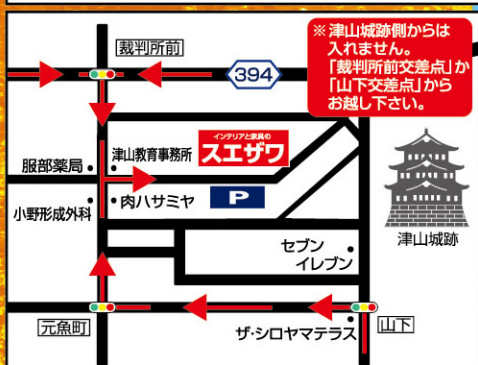 ※津山城跡側からは
入れません。
「裁判所前交差点」か
「山下交差点」から
お越し下さい。
裁判所前
394
インテリアと家具の
スエザワ
津山教育事務所
服部薬局
P
肉ハサミヤ
小野形成外科
津山城跡
セブン
イレブン
元魚町
ザ・シロヤマテラス
山下